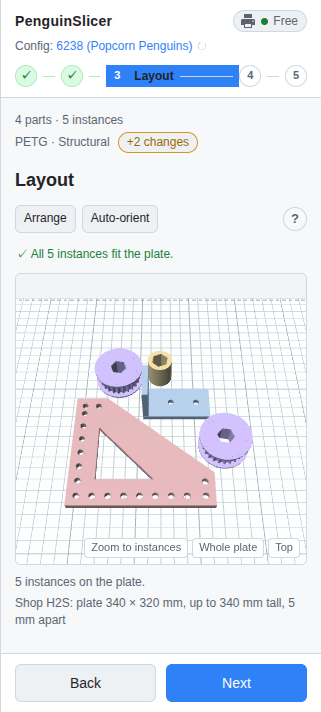 PenguinSlicer
Free
Config: 6238 (Popcorn Penguins)
✓ ✓ 3 Layout 4 5
4 parts · 5 instances
PETG · Structural +2 changes
Layout
Arrange Auto-orient ?
✓ All 5 instances fit the plate.
Zoom to instances Whole plate Top
5 instances on the plate.
Shop H2S: plate 340 × 320 mm, up to 340 mm tall, 5
mm apart
Back Next